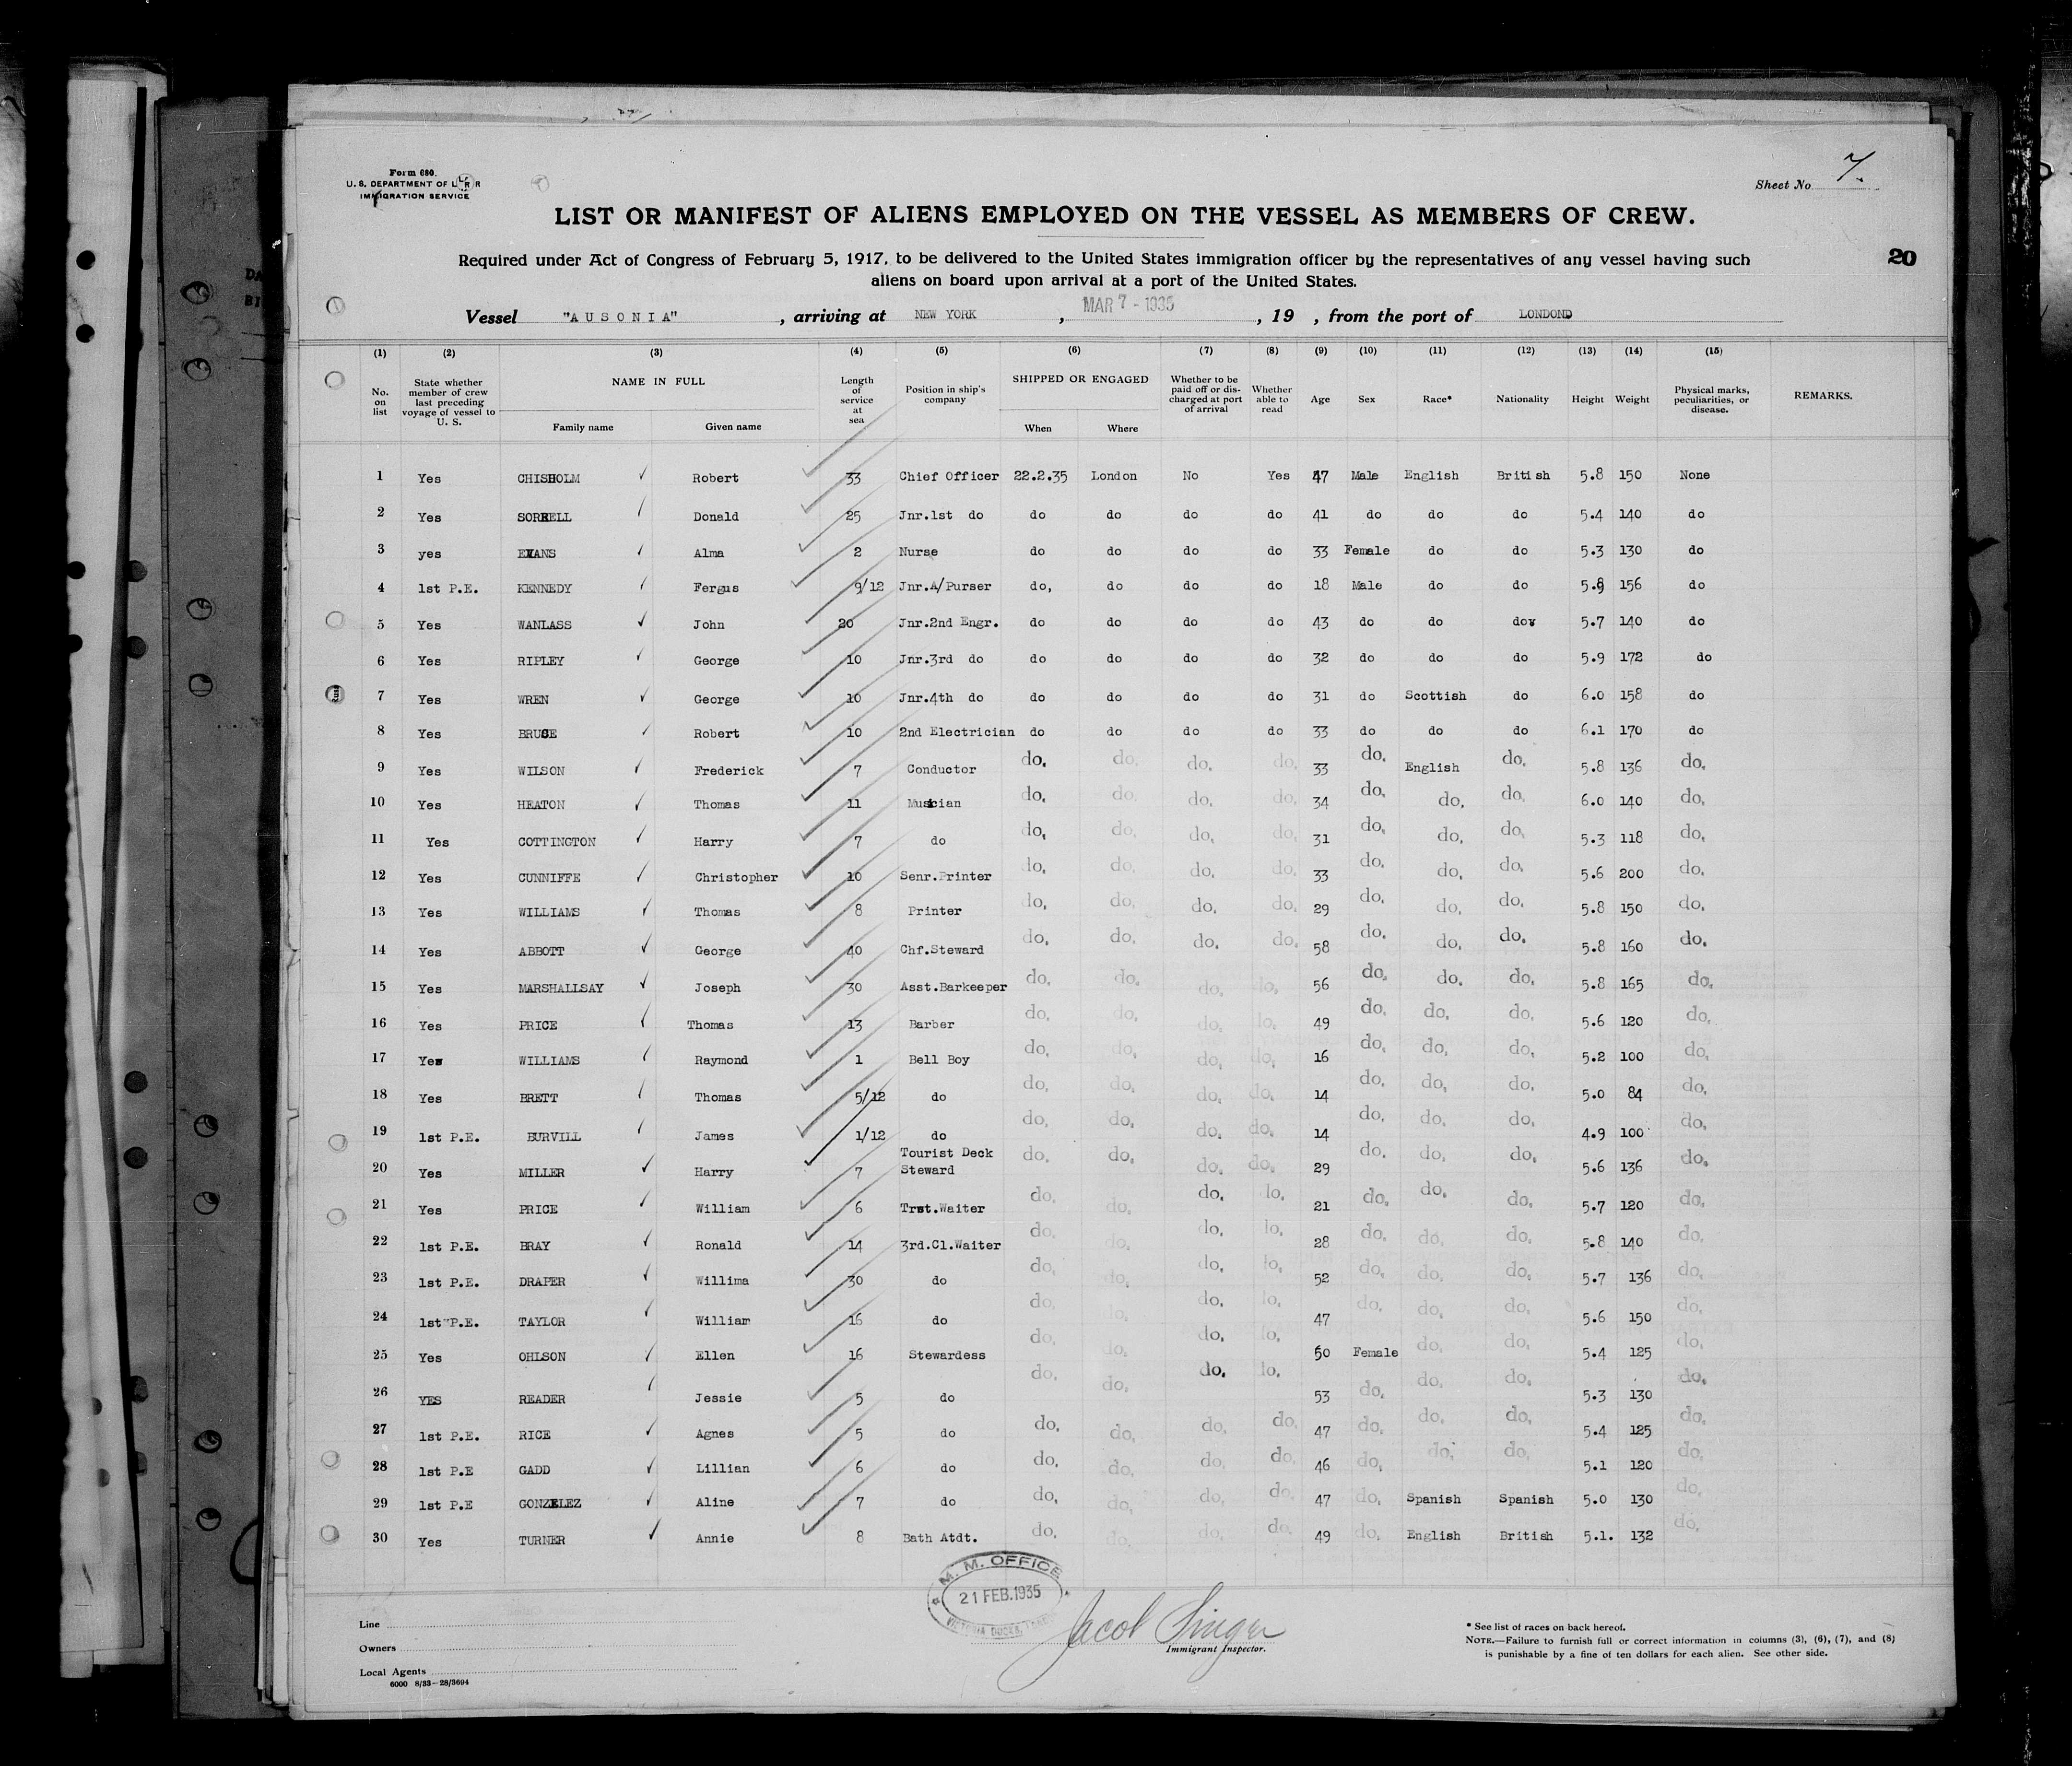 Form 680.
U. S. DEPARTMENT OF L R R
IMMIGRATION SERVICE
Sheet No 7.
LIST OR MANIFEST OF ALIENS EMPLOYED ON THE VESSEL AS MEMBERS OF CREW.
Required under Act of Congress of February 5, 1917, to be delivered to the United States immigration officer by the representatives of any vessel having such
aliens on board upon arrival at a port of the United States.
20
Vessel "AUSONIA", arriving at NEW YORK, MAR 7 - 1935, 19 , from the port of LONDOND
(1) (2) (3) (4) (5) (6) (7) (8) (9) (10) (11) (12) (13) (14) (15)
No. on list State whether member of crew last preceding voyage of vessel to U. S. NAME IN FULL Family name Given name Length of service at sea Position in ship's company SHIPPED OR ENGAGED When Where Whether to be paid off or discharged at port of arrival Whether able to read Age Sex Race* Nationality Height Weight Physical marks, peculiarities, or disease. REMARKS.
1 Yes CHISHOLM Robert 33 Chief Officer 22.2.35 London No Yes 47 Male English British 5.8 150 None
2 Yes SORRELL Donald 25 Jnr.1st do do do do do 41 do do do 5.4 140 do
3 yes EVANS Alma 2 Nurse do do do do 33 Female do do 5.3 130 do
4 1st P.E. KENNEDY Fergus 9/12 Jnr.A/Purser do, do do do 18 Male do do 5.9 156 do
5 Yes WANLASS John 20 Jnr.2nd Engr. do do do do 43 do do do 5.7 140 do
6 Yes RIPLEY George 10 Jnr.3rd do do do do do 32 do do do 5.9 172 do
7 Yes WREN George 10 Jnr.4th do do do do do 31 do Scottish do 6.0 158 do
8 Yes BRUCE Robert 10 2nd Electrician do do do do 33 do do do 6.1 170 do
9 Yes WILSON Frederick 7 Conductor do, do, do, do, 33 do, English do, 5.8 136 do,
10 Yes HEATON Thomas 11 Musician do, do, do, do, 34 do, do, do, 6.0 140 do,
11 Yes COTTINGTON Harry 7 do do, do, do, do, 31 do, do, do, 5.3 118 do,
12 Yes CUNNIFFE Christopher 10 Senr.Printer do, do, do, do, 33 do, do, do, 5.6 200 do,
13 Yes WILLIAMS Thomas 8 Printer do, do, do, do, 29 do, do, do, 5.8 150 do,
14 Yes ABBOTT George 40 Chf.Steward do, do, do, do, 58 do, do, do, 5.8 160 do,
15 Yes MARSHALLSAY Joseph 30 Asst.Barkeeper do, do, do, do, 56 do, do, do, 5.8 165 do,
16 Yes PRICE Thomas 13 Barber do, do, do, do, 49 do, do, do, 5.6 120 do,
17 Yes WILLIAMS Raymond 1 Bell Boy do, do, do, do, 16 do, do, do, 5.2 100 do,
18 Yes BRETT Thomas 5/12 do do, do, do, do, 14 do, do, do, 5.0 84 do,
19 1st P.E. BURVILL James 1/12 do do, do, do, do, 14 do, do, do, 4.9 100 do,
20 Yes MILLER Harry 7 Tourist Deck Steward do, do, do, do, 29 do, do, do, 5.6 136 do,
21 Yes PRICE William 6 Trst.Waiter do, do, do, do, 21 do, do, do, 5.7 120 do,
22 1st P.E. BRAY Ronald 14 3rd.Cl.Waiter do, do, do, do, 28 do, do, do, 5.8 140 do,
23 1st P.E. DRAPER Willima 30 do do, do, do, do, 52 do, do, do, 5.7 136 do,
24 1st P.E. TAYLOR William 16 do do, do, do, do, 47 do, do, do, 5.6 150 do,
25 Yes OHLSON Ellen 16 Stewardess do, do, do, do, 50 Female do, do, 5.4 125 do,
26 YES READER Jessie 5 do do, do, do, do, 53 do, do, do, 5.3 130 do,
27 1st P.E. RICE Agnes 5 do do, do, do, do, 47 do, do, do, 5.4 125 do,
28 1st P.E GADD Lillian 6 do do, do, do, do, 46 do, do, do, 5.1 120 do,
29 1st P.E GONZELEZ Aline 7 do do, do, do, do, 47 do, Spanish Spanish 5.0 130 do,
30 Yes TURNER Annie 8 Bath Atdt. do, do, do, do, 49 do, English British 5.1. 132 do,
M. M. OFFICE
21 FEB.1935
VICTORIA DOCKS,
Jacob Singer
Immigrant Inspector.
Line
Owners
Local Agents
6000 8/33—28/3694
* See list of races on back hereof.
NOTE.—Failure to furnish full or correct information in columns (3), (6), (7), and (8)
is punishable by a fine of ten dollars for each alien. See other side.